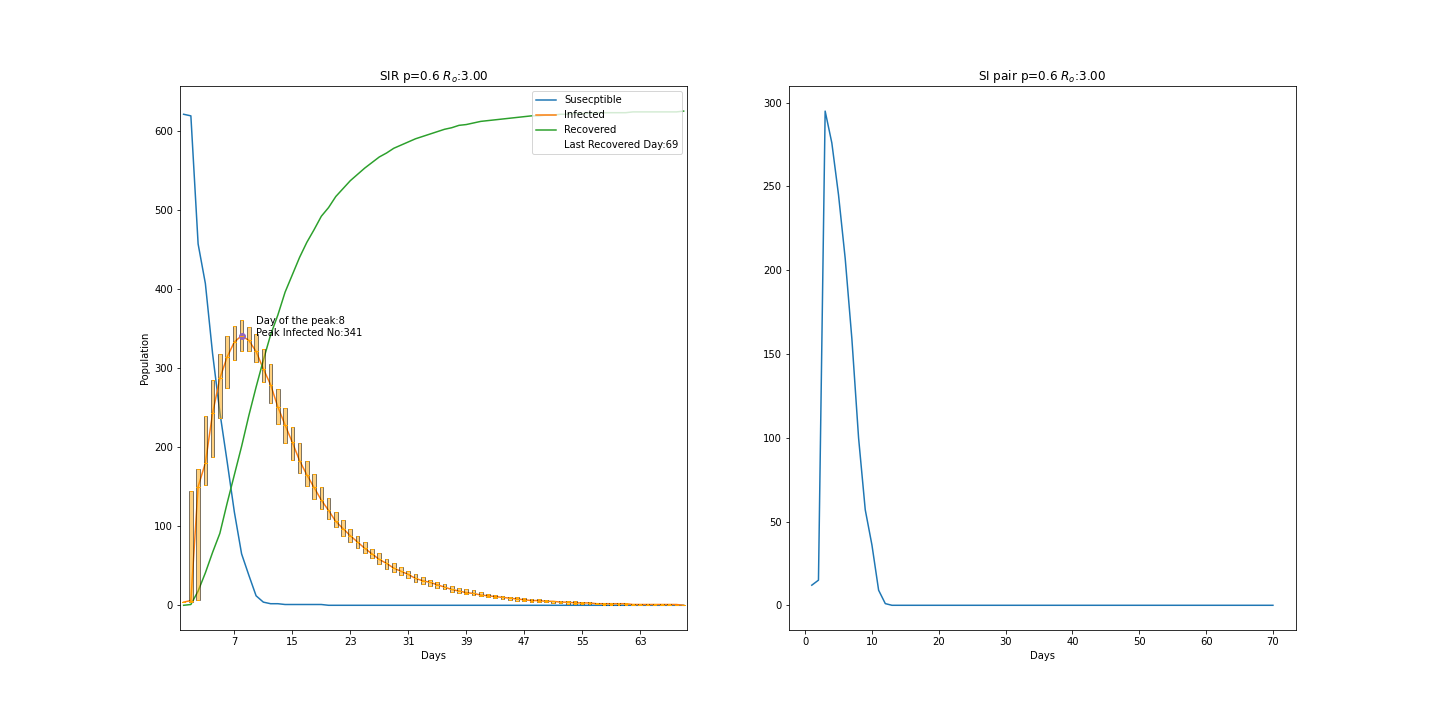 SIR p=0.6 Rₒ:3.00
Susecptible
Infected
Recovered
Last Recovered Day:69
Day of the peak:8
Peak Infected No:341
Population
600
500
400
300
200
100
0
7 15 23 31 39 47 55 63
Days
SI pair p=0.6 Rₒ:3.00
300
250
200
150
100
50
0
0 10 20 30 40 50 60 70
Days